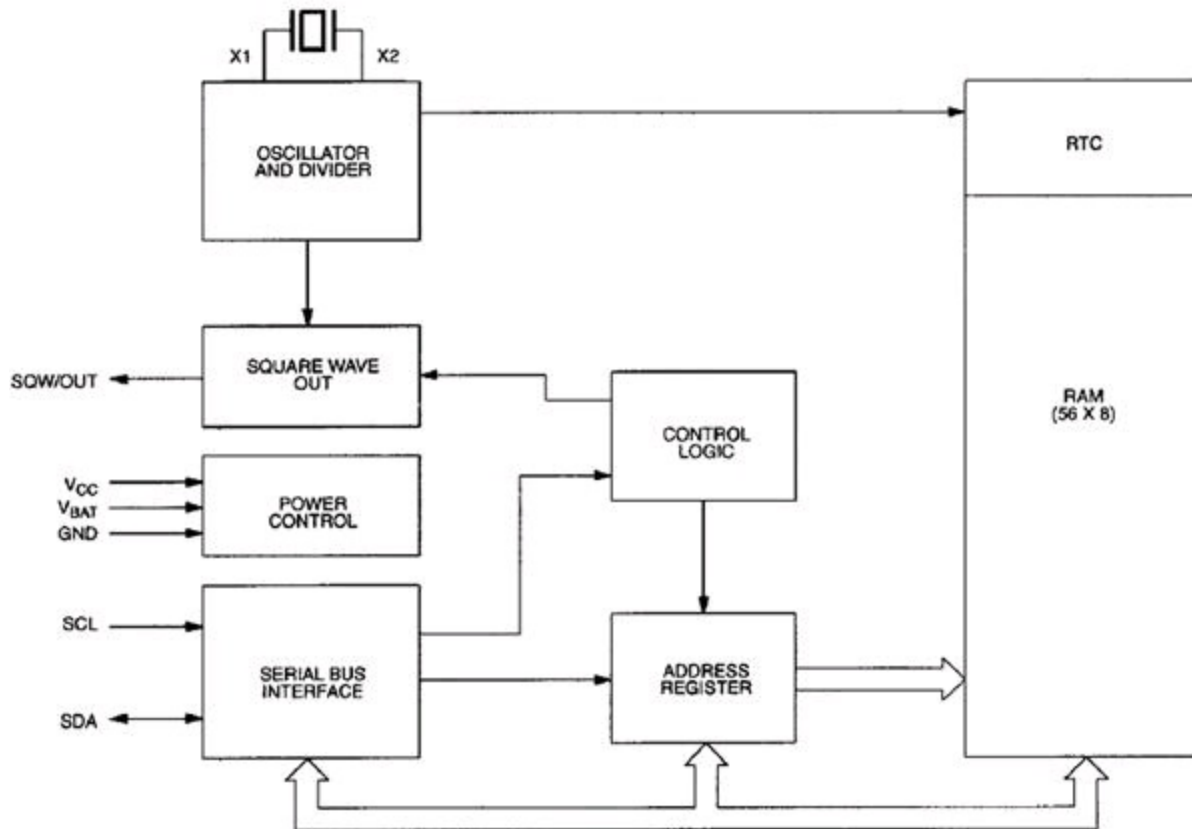 X1
X2
OSCILLATOR
AND DIVIDER
RTC
SQW/OUT
SQUARE WAVE
OUT
CONTROL
LOGIC
RAM
(56 X 8)
VCC
VBAT
GND
POWER
CONTROL
SCL
SDA
SERIAL BUS
INTERFACE
ADDRESS
REGISTER